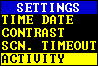 SETTINGS
TIME DATE
CONTRAST
SCN. TIMEOUT
ACTIVITY